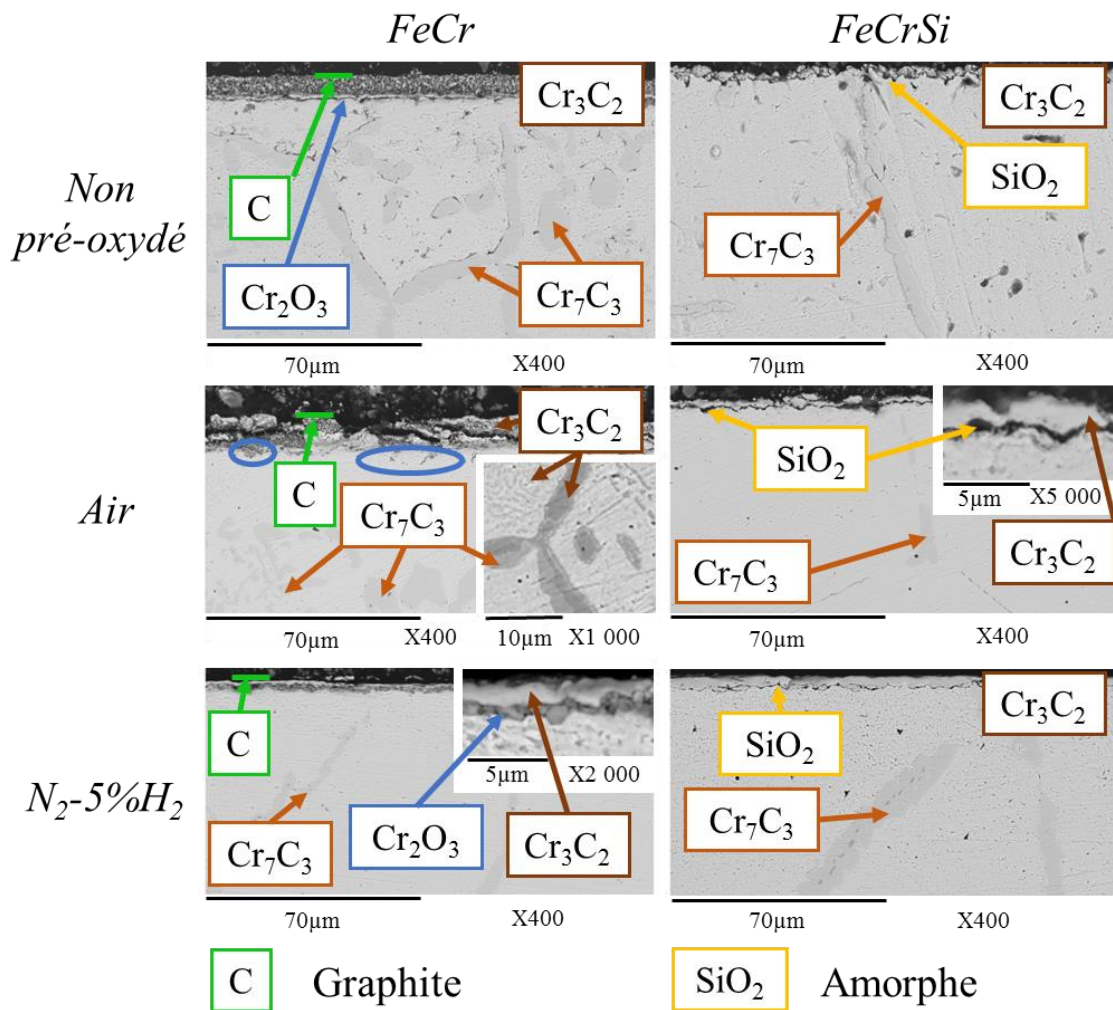 FeCr
FeCrSi
Non
pré-oxydé
Cr₃C₂
C
Cr₂O₃
Cr₇C₃
70µm
X400
Cr₃C₂
SiO₂
Cr₇C₃
70µm
X400
Air
Cr₃C₂
C
Cr₇C₃
70µm
X400
10µm
X1 000
SiO₂
5µm
X5 000
Cr₇C₃
Cr₃C₂
70µm
X400
N₂-5%H₂
C
5µm
X2 000
Cr₇C₃
Cr₂O₃
Cr₃C₂
70µm
X400
Cr₃C₂
SiO₂
Cr₇C₃
70µm
X400
C Graphite
SiO₂ Amorphe